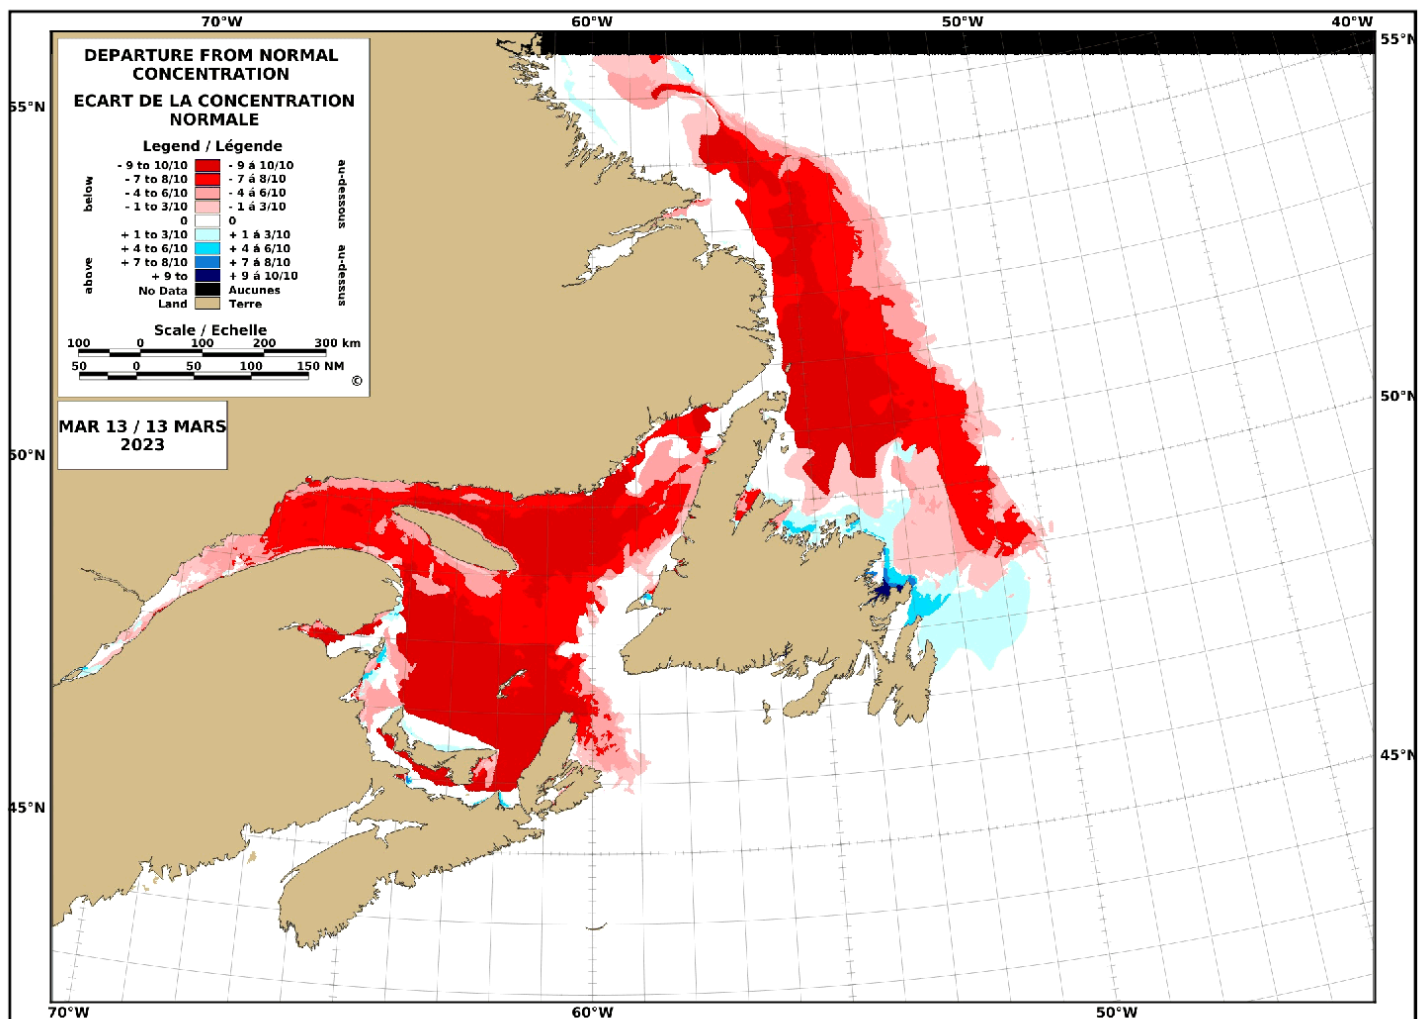 70°W 60°W 50°W 40°W
55°N
DEPARTURE FROM NORMAL
CONCENTRATION
ECART DE LA CONCENTRATION
NORMALE
Legend / Légende
- 9 to 10/10 - 9 á 10/10
- 7 to 8/10 - 7 á 8/10
- 4 to 6/10 - 4 á 6/10
- 1 to 3/10 - 1 á 3/10
0 0
+ 1 to 3/10 + 1 á 3/10
+ 4 to 6/10 + 4 á 6/10
+ 7 to 8/10 + 7 á 8/10
+ 9 to + 9 á 10/10
No Data Aucunes
Land Terre
below
above
au-dessous
au-dessus
Scale / Echelle
100 0 100 200 300 km
50 0 50 100 150 NM
©
MAR 13 / 13 MARS
2023
55°N
50°N
50°N
45°N
45°N
70°W 60°W 50°W